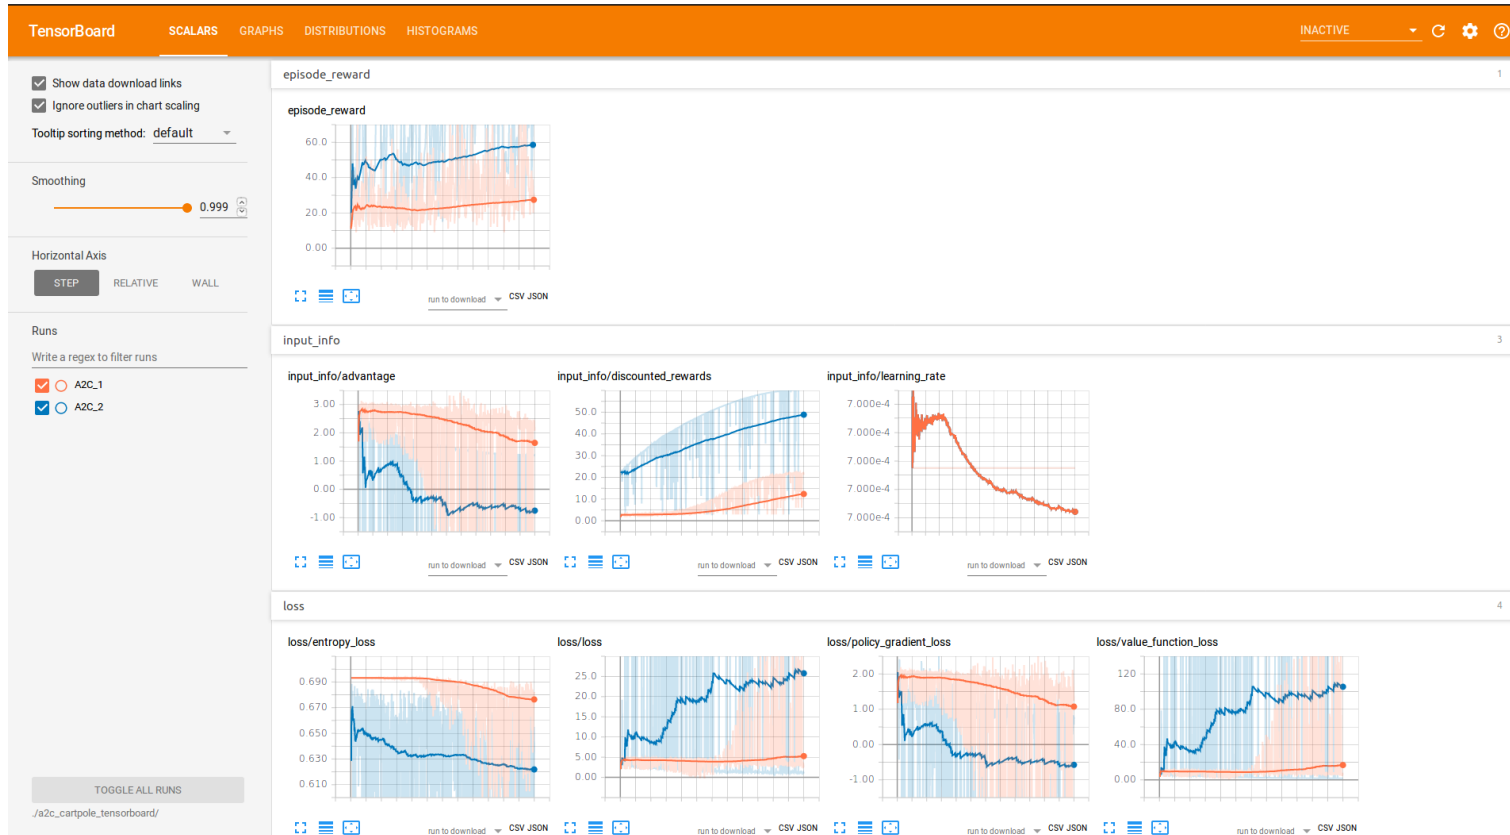 TensorBoard SCALARS GRAPHS DISTRIBUTIONS HISTOGRAMS INACTIVE
Show data download links
Ignore outliers in chart scaling
Tooltip sorting method: default
Smoothing
0.999
Horizontal Axis
STEP RELATIVE WALL
Runs
Write a regex to filter runs
A2C_1
A2C_2
TOGGLE ALL RUNS
./a2c_cartpole_tensorboard/
episode_reward 1
episode_reward
60.0
40.0
20.0
0.00
run to download CSV JSON
input_info 3
input_info/advantage
3.00
2.00
1.00
0.00
-1.00
run to download CSV JSON
input_info/discounted_rewards
50.0
40.0
30.0
20.0
10.0
0.00
run to download CSV JSON
input_info/learning_rate
7.000e-4
7.000e-4
7.000e-4
7.000e-4
7.000e-4
run to download CSV JSON
loss 4
loss/entropy_loss
0.690
0.670
0.650
0.630
0.610
run to download CSV JSON
loss/loss
25.0
20.0
15.0
10.0
5.00
0.00
run to download CSV JSON
loss/policy_gradient_loss
2.00
1.00
0.00
-1.00
run to download CSV JSON
loss/value_function_loss
120
80.0
40.0
0.00
run to download CSV JSON